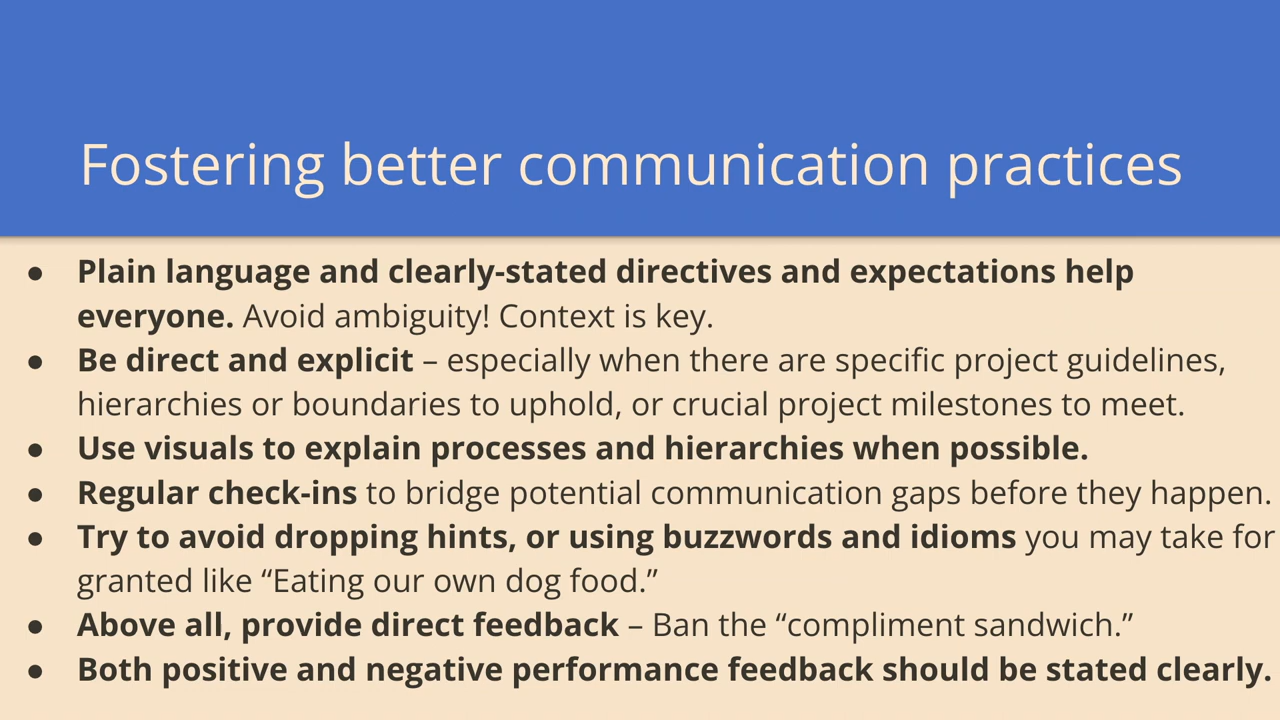 Fostering better communication practices
● Plain language and clearly-stated directives and expectations help
everyone. Avoid ambiguity! Context is key.
● Be direct and explicit – especially when there are specific project guidelines,
hierarchies or boundaries to uphold, or crucial project milestones to meet.
● Use visuals to explain processes and hierarchies when possible.
● Regular check-ins to bridge potential communication gaps before they happen.
● Try to avoid dropping hints, or using buzzwords and idioms you may take for
granted like “Eating our own dog food.”
● Above all, provide direct feedback – Ban the “compliment sandwich.”
● Both positive and negative performance feedback should be stated clearly.